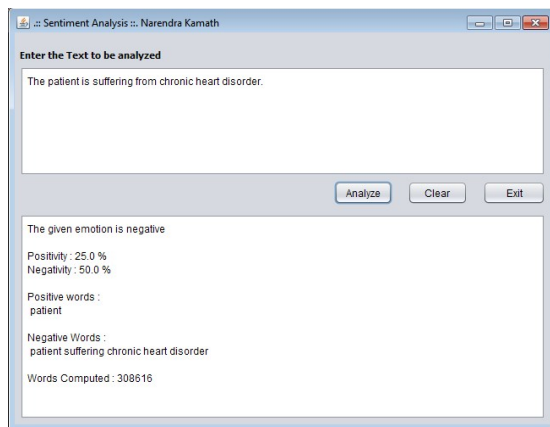 .:: Sentiment Analysis ::. Narendra Kamath
Enter the Text to be analyzed
The patient is suffering from chronic heart disorder.
Analyze Clear Exit
The given emotion is negative
Positivity : 25.0 %
Negativity : 50.0 %
Positive words :
patient
Negative Words :
patient suffering chronic heart disorder
Words Computed : 308616